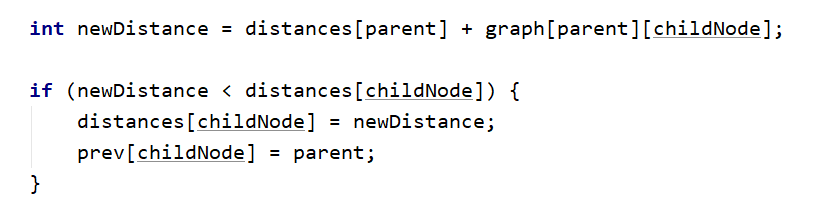 int newDistance = distances[parent] + graph[parent][childNode];
if (newDistance < distances[childNode]) {
    distances[childNode] = newDistance;
    prev[childNode] = parent;
}